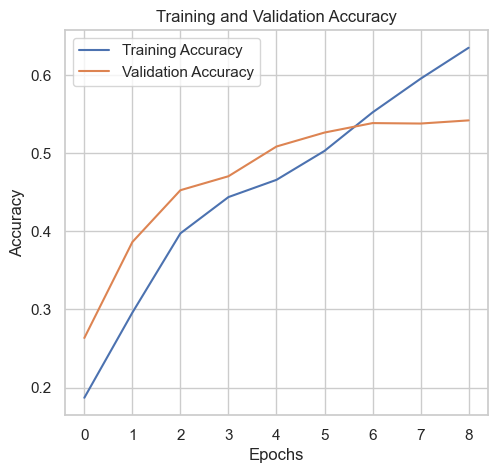 Training and Validation Accuracy
Training Accuracy
Validation Accuracy
0.6
0.5
0.4
0.3
0.2
Accuracy
0 1 2 3 4 5 6 7 8
Epochs